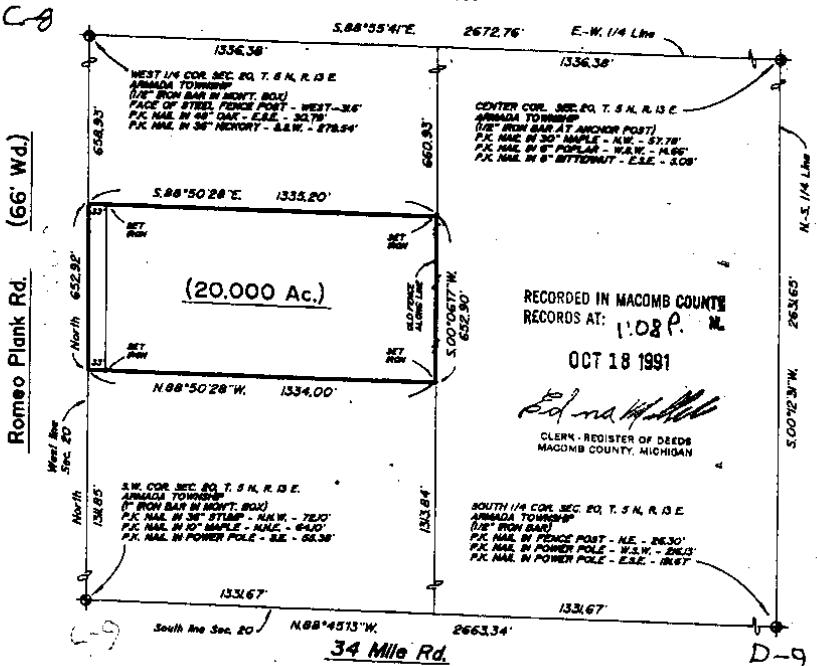 C-8
S.88°55'41"E. 2672.76' E.-W. 1/4 Line
1336.38' 1336.38'
WEST 1/4 COR. SEC. 20, T. 5 N., R. 13 E.
ARMADA TOWNSHIP
(1/2" IRON BAR IN MON'T. BOX)
FACE OF STEEL FENCE POST - WEST - 31.6'
P.K. NAIL IN 48" OAK - E.S.E. - 30.79'
P.K. NAIL IN 36" HICKORY - S.S.W. - 279.54'
CENTER COR. SEC. 20, T. 5 N., R. 13 E.
ARMADA TOWNSHIP
(1/2" IRON BAR AT ANCHOR POST)
P.K. NAIL IN 30" MAPLE - N.W. - 57.78'
P.K. NAIL IN 6" POPLAR - W.S.W. - 14.66'
P.K. NAIL IN 8" BITTERNUT - E.S.E. - 5.09'
658.93'
660.93'
N.-S. 1/4 Line
Romeo Plank Rd. (66' Wd.)
S.88°50'28"E. 1335.20'
33'
SET
IRON
SET
IRON
North 652.92'
(20.000 Ac.)
OLD FENCE
ALONG LINE
S.00°06'17"W.
652.90'
RECORDED IN MACOMB COUNTY
RECORDS AT: 1:08 P. M.
OCT 18 1991
CLERK - REGISTER OF DEEDS
MACOMB COUNTY, MICHIGAN
2631.65'
S.00°12'31"W.
33'
SET
IRON
SET
IRON
N.88°50'28"W. 1334.00'
West line
Sec. 20
North 1311.85'
S.W. COR. SEC. 20, T. 5 N., R. 13 E.
ARMADA TOWNSHIP
(1" IRON BAR IN MON'T. BOX)
P.K. NAIL IN 36" STUMP - N.N.W. - 72.10'
P.K. NAIL IN 10" MAPLE - N.N.E. - 64.10'
P.K. NAIL IN POWER POLE - S.E. - 55.38'
1313.84'
SOUTH 1/4 COR. SEC. 20, T. 5 N., R. 13 E.
ARMADA TOWNSHIP
(1/2" IRON BAR)
P.K. NAIL IN FENCE POST - N.E. - 26.30'
P.K. NAIL IN POWER POLE - W.S.W. - 216.13'
P.K. NAIL IN POWER POLE - E.S.E. - 191.67'
1331.67' 1331.67'
C-9
South line Sec. 20 N.88°45'13"W. 2663.34'
34 Mile Rd.
D-9